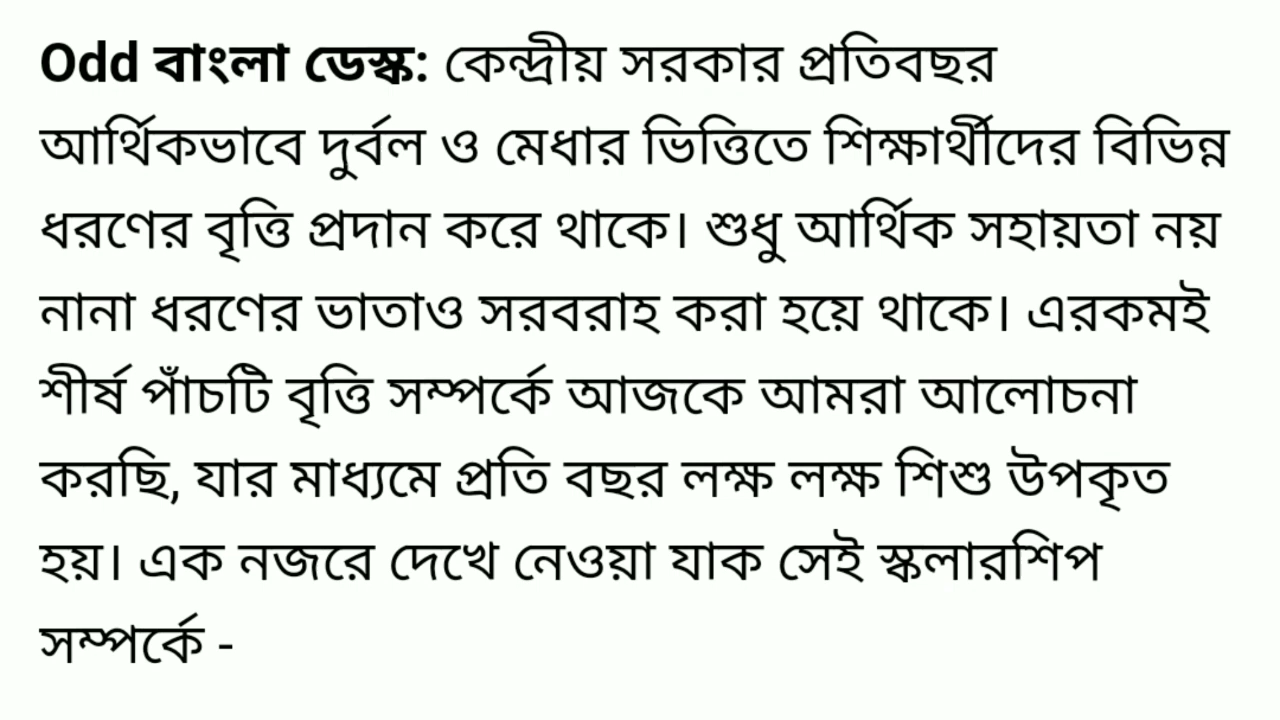 Odd বাংলা ডেস্ক: কেন্দ্রীয় সরকার প্রতিবছর
আর্থিকভাবে দুর্বল ও মেধার ভিত্তিতে শিক্ষার্থীদের বিভিন্ন
ধরণের বৃত্তি প্রদান করে থাকে। শুধু আর্থিক সহায়তা নয়
নানা ধরণের ভাতাও সরবরাহ করা হয়ে থাকে। এরকমই
শীর্ষ পাঁচটি বৃত্তি সম্পর্কে আজকে আমরা আলোচনা
করছি, যার মাধ্যমে প্রতি বছর লক্ষ লক্ষ শিশু উপকৃত
হয়। এক নজরে দেখে নেওয়া যাক সেই স্কলারশিপ
সম্পর্কে -